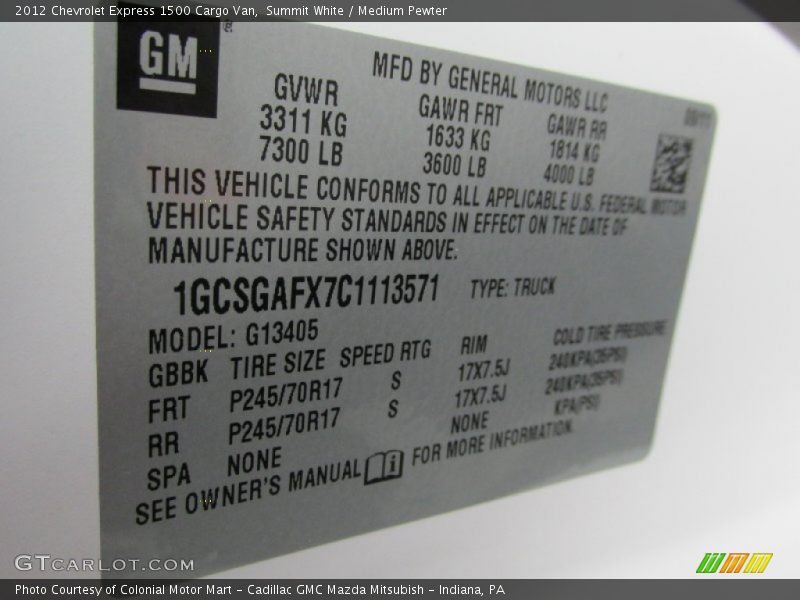 2012 Chevrolet Express 1500 Cargo Van,  Summit White / Medium Pewter
GM
MFD BY GENERAL MOTORS LLC
GVWR GAWR FRT GAWR RR
3311 KG 1633 KG 1814 KG
7300 LB 3600 LB 4000 LB
THIS VEHICLE CONFORMS TO ALL APPLICABLE U.S. FEDERAL MOTOR
VEHICLE SAFETY STANDARDS IN EFFECT ON THE DATE OF
MANUFACTURE SHOWN ABOVE.
1GCSGAFX7C1113571 TYPE: TRUCK
MODEL: G13405
GBBK TIRE SIZE SPEED RTG RIM COLD TIRE PRESSURE
FRT P245/70R17 S 17X7.5J 240KPA(35PSI)
RR P245/70R17 S 17X7.5J 240KPA(35PSI)
SPA NONE NONE KPA(PSI)
SEE OWNER'S MANUAL FOR MORE INFORMATION.
GTCARLOT.COM
Photo Courtesy of Colonial Motor Mart - Cadillac GMC Mazda Mitsubish - Indiana, PA